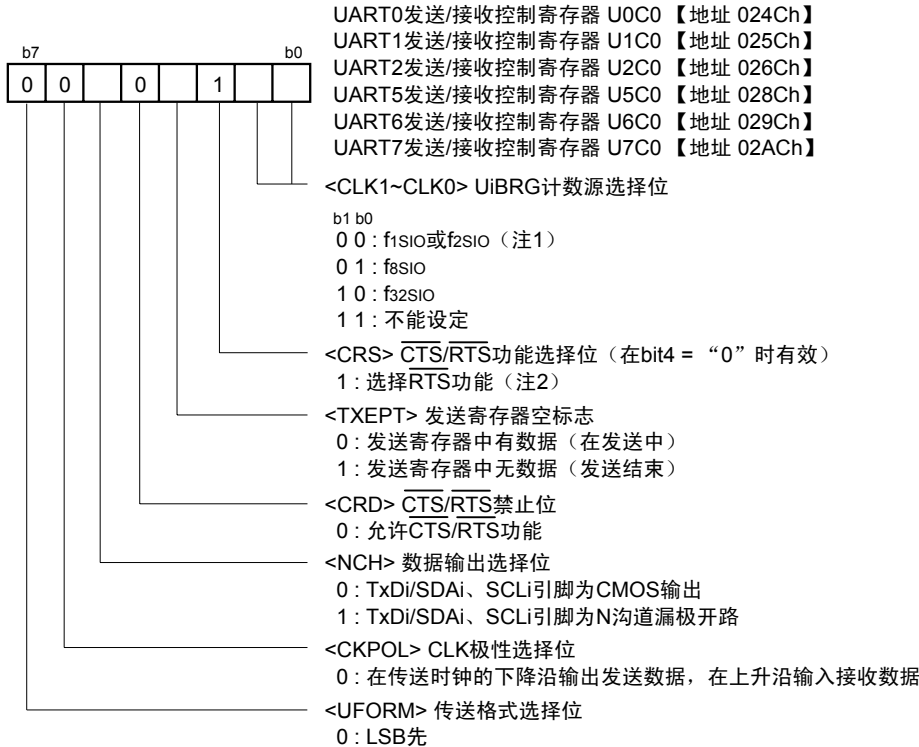 UART0发送/接收控制寄存器 U0C0 【地址 024Ch】
UART1发送/接收控制寄存器 U1C0 【地址 025Ch】
UART2发送/接收控制寄存器 U2C0 【地址 026Ch】
UART5发送/接收控制寄存器 U5C0 【地址 028Ch】
UART6发送/接收控制寄存器 U6C0 【地址 029Ch】
UART7发送/接收控制寄存器 U7C0 【地址 02ACh】
b7 b0
0 0 0 1
<CLK1~CLK0> UiBRG计数源选择位
b1 b0
0 0 : f1SIO或f2SIO（注1）
0 1 : f8SIO
1 0 : f32SIO
1 1 : 不能设定
<CRS> CTS/RTS功能选择位（在bit4 = “0”时有效）
1 : 选择RTS功能（注2）
<TXEPT> 发送寄存器空标志
0 : 发送寄存器中有数据（在发送中）
1 : 发送寄存器中无数据（发送结束）
<CRD> CTS/RTS禁止位
0 : 允许CTS/RTS功能
<NCH> 数据输出选择位
0 : TxDi/SDAi、SCLi引脚为CMOS输出
1 : TxDi/SDAi、SCLi引脚为N沟道漏极开路
<CKPOL> CLK极性选择位
0 : 在传送时钟的下降沿输出发送数据，在上升沿输入接收数据
<UFORM> 传送格式选择位
0 : LSB先